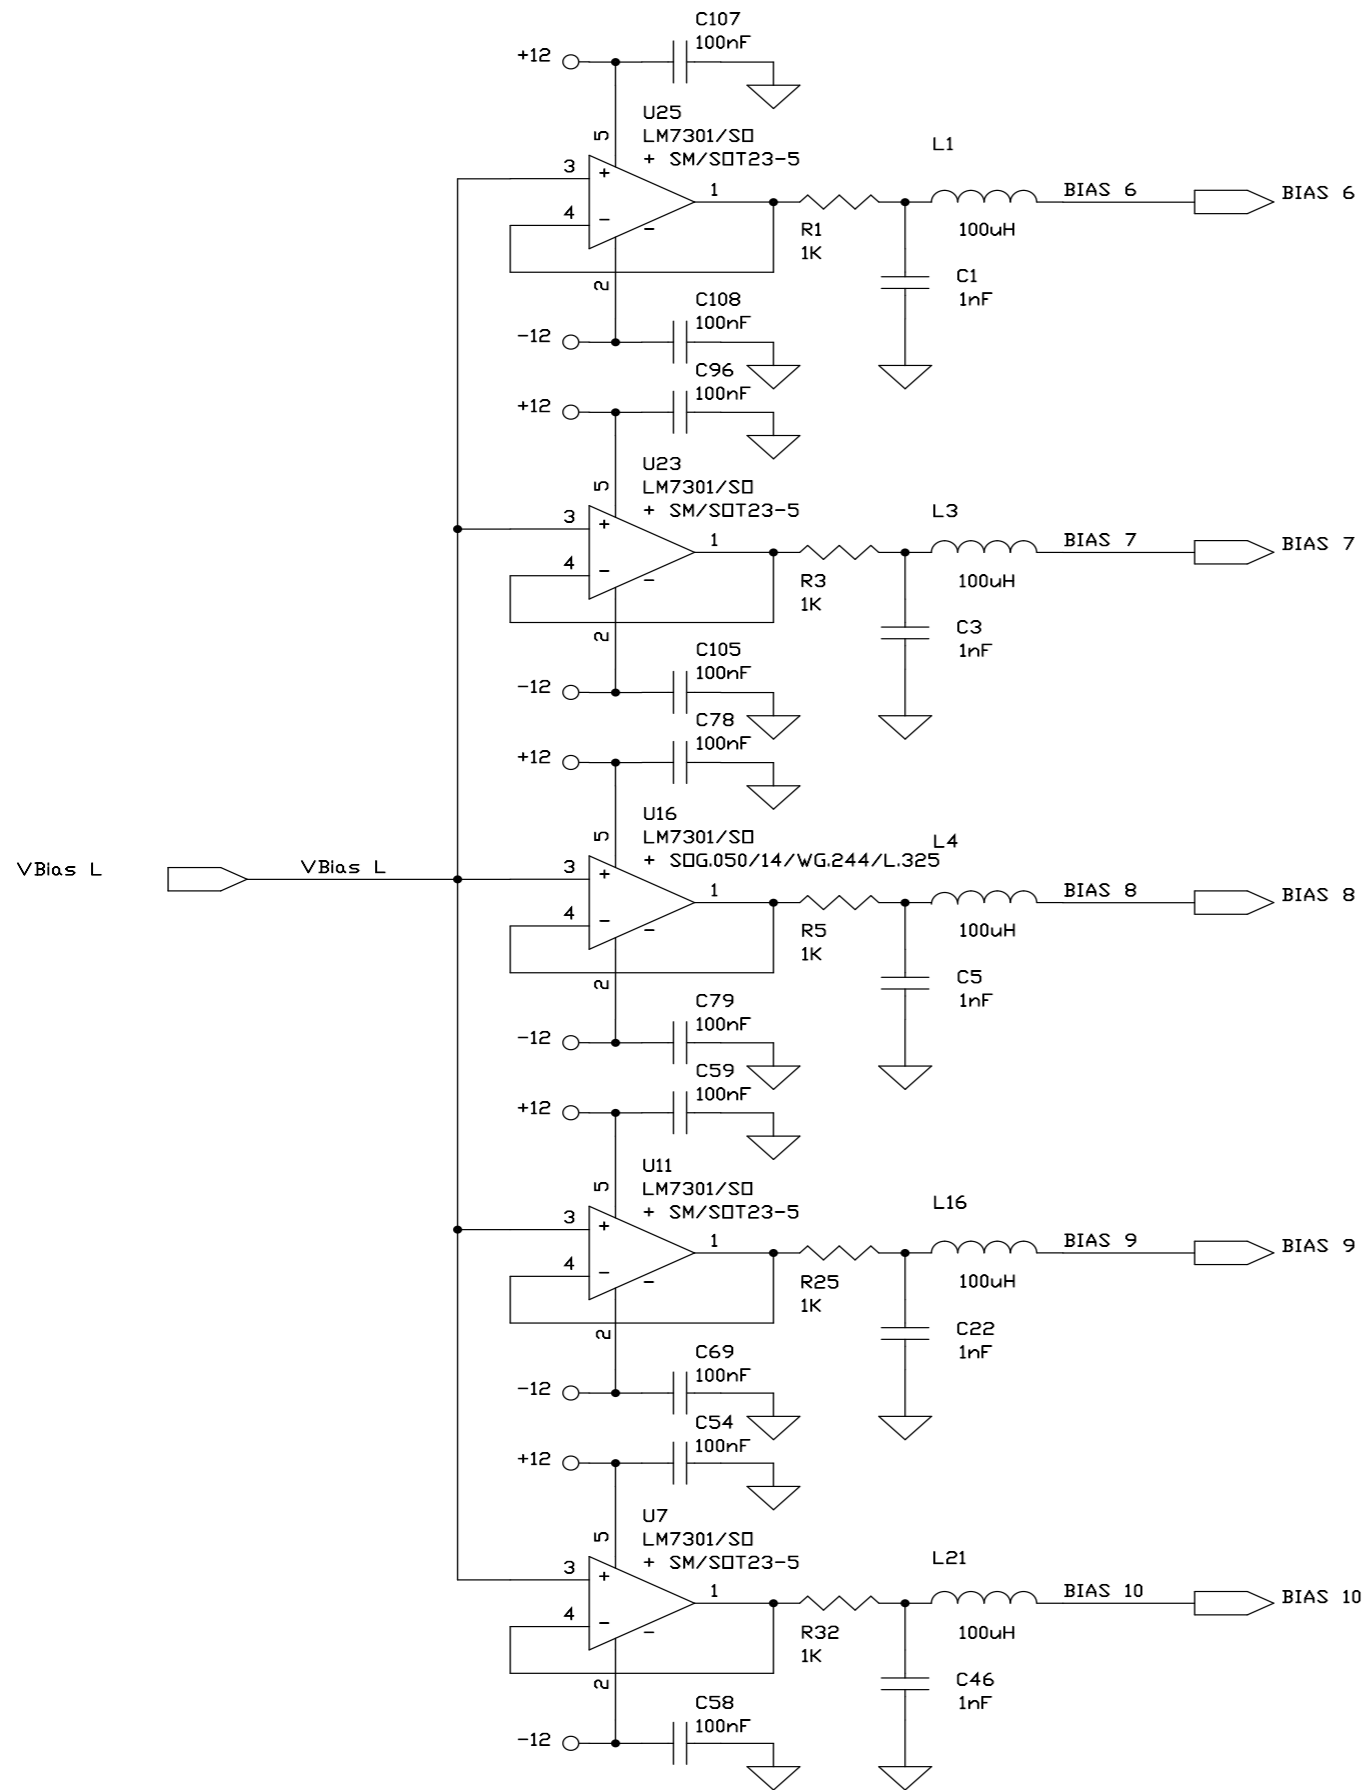 C107
100nF
+12
U25
LM7301/SO
+ SM/SOT23-5
5
3
+
4
-
-
1
2
R1
1K
L1
100uH
BIAS 6
BIAS 6
C1
1nF
C108
100nF
-12
C96
100nF
+12
U23
LM7301/SO
+ SM/SOT23-5
5
3
+
4
-
-
1
2
R3
1K
L3
100uH
BIAS 7
BIAS 7
C3
1nF
C105
100nF
-12
C78
100nF
+12
U16
LM7301/SO
+ SOG.050/14/WG.244/L.325
5
VBias L
VBias L
3
+
4
-
-
1
2
R5
1K
L4
100uH
BIAS 8
BIAS 8
C5
1nF
C79
100nF
-12
C59
100nF
+12
U11
LM7301/SO
+ SM/SOT23-5
5
3
+
4
-
-
1
2
R25
1K
L16
100uH
BIAS 9
BIAS 9
C22
1nF
C69
100nF
-12
C54
100nF
+12
U7
LM7301/SO
+ SM/SOT23-5
5
3
+
4
-
-
1
2
R32
1K
L21
100uH
BIAS 10
BIAS 10
C46
1nF
C58
100nF
-12